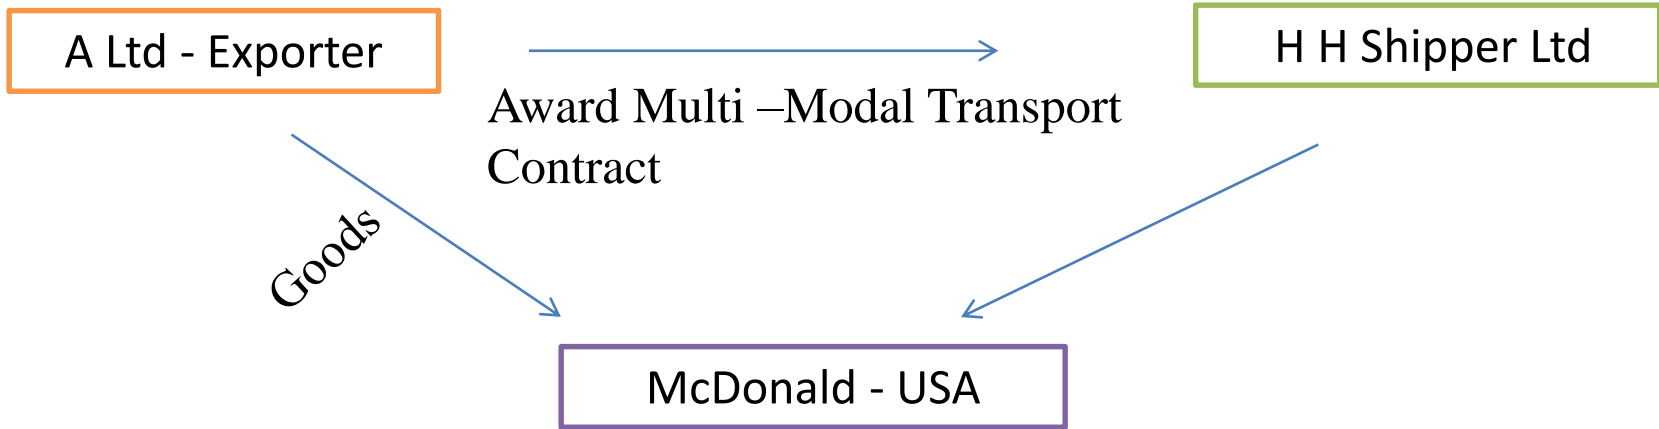 A Ltd - Exporter
H H Shipper Ltd
Award Multi –Modal Transport
Contract
Goods
McDonald - USA